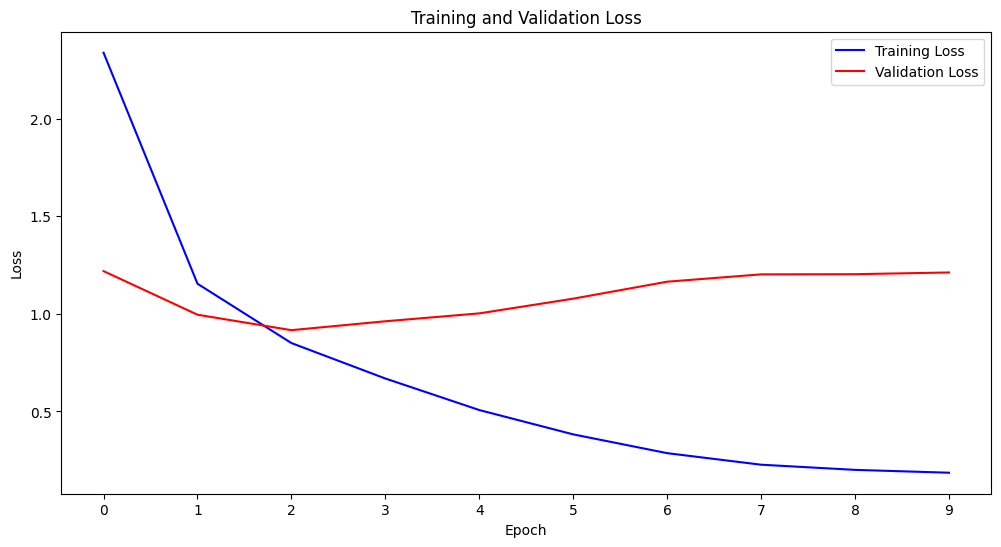 Training and Validation Loss
Training Loss
Validation Loss
2.0
1.5
1.0
0.5
Loss
0 1 2 3 4 5 6 7 8 9
Epoch